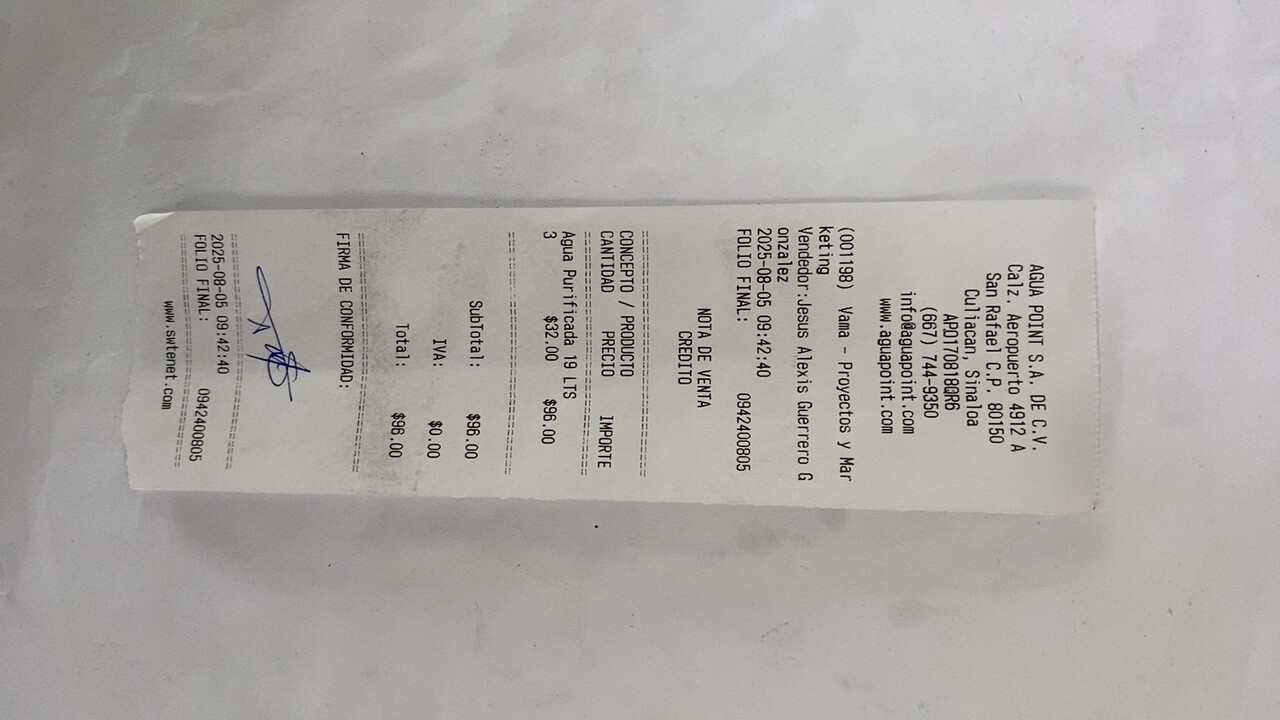 AGUA POINT S.A. DE C.V.
Calz. Aeropuerto 4912 A
San Rafael C.P. 80150
Culiacan, Sinaloa
APO170818QR6
(667) 744-9350
info@aguapoint.com
www.aguapoint.com
(001198) Vama - Proyectos y Mar
keting
Vendedor:Jesus Alexis Guerrero G
onzalez
2025-08-05 09:42:40
FOLIO FINAL: 0942400805
NOTA DE VENTA
CREDITO
================================
CONCEPTO / PRODUCTO
CANTIDAD PRECIO IMPORTE
================================
Agua Purificada 19 LTS
3 $32.00 $96.00
================================
SubTotal: $96.00
IVA: $0.00
Total: $96.00
================================
FIRMA DE CONFORMIDAD:
================================
2025-08-05 09:42:40
FOLIO FINAL: 0942400805
================================
www.swtenet.com